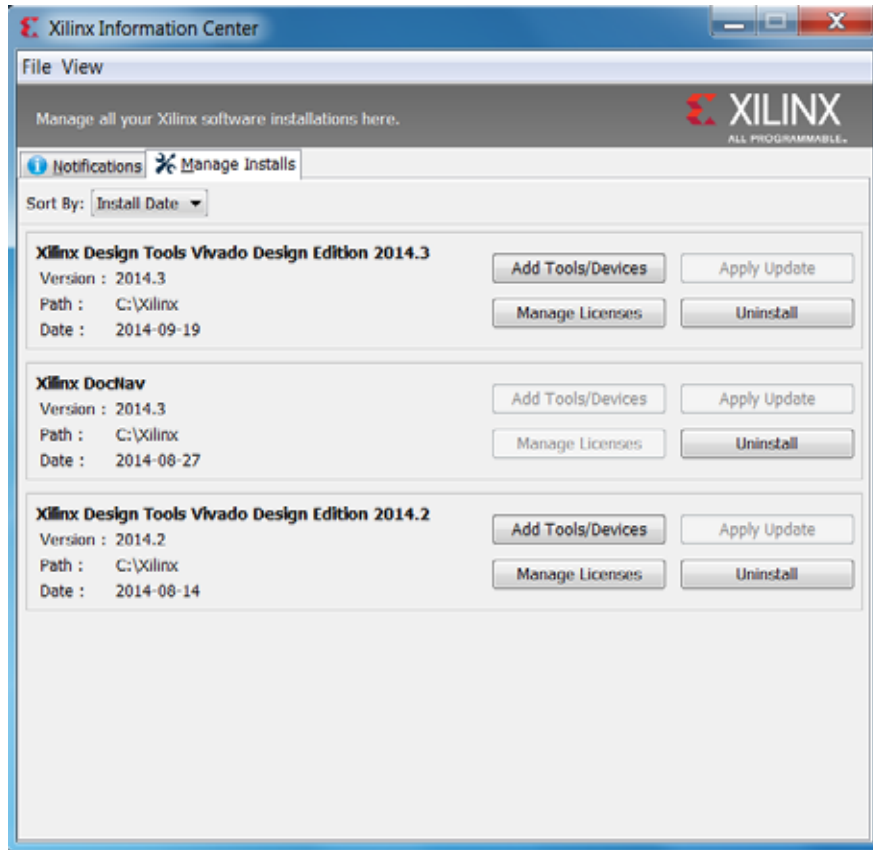 Xilinx Information Center
File View
Manage all your Xilinx software installations here.
XILINX
ALL PROGRAMMABLE.
Notifications Manage Installs
Sort By: Install Date
Xilinx Design Tools Vivado Design Edition 2014.3
Version : 2014.3
Path : C:\Xilinx
Date : 2014-09-19
Add Tools/Devices Apply Update
Manage Licenses Uninstall
Xilinx DocNav
Version : 2014.3
Path : C:\Xilinx
Date : 2014-08-27
Add Tools/Devices Apply Update
Manage Licenses Uninstall
Xilinx Design Tools Vivado Design Edition 2014.2
Version : 2014.2
Path : C:\Xilinx
Date : 2014-08-14
Add Tools/Devices Apply Update
Manage Licenses Uninstall